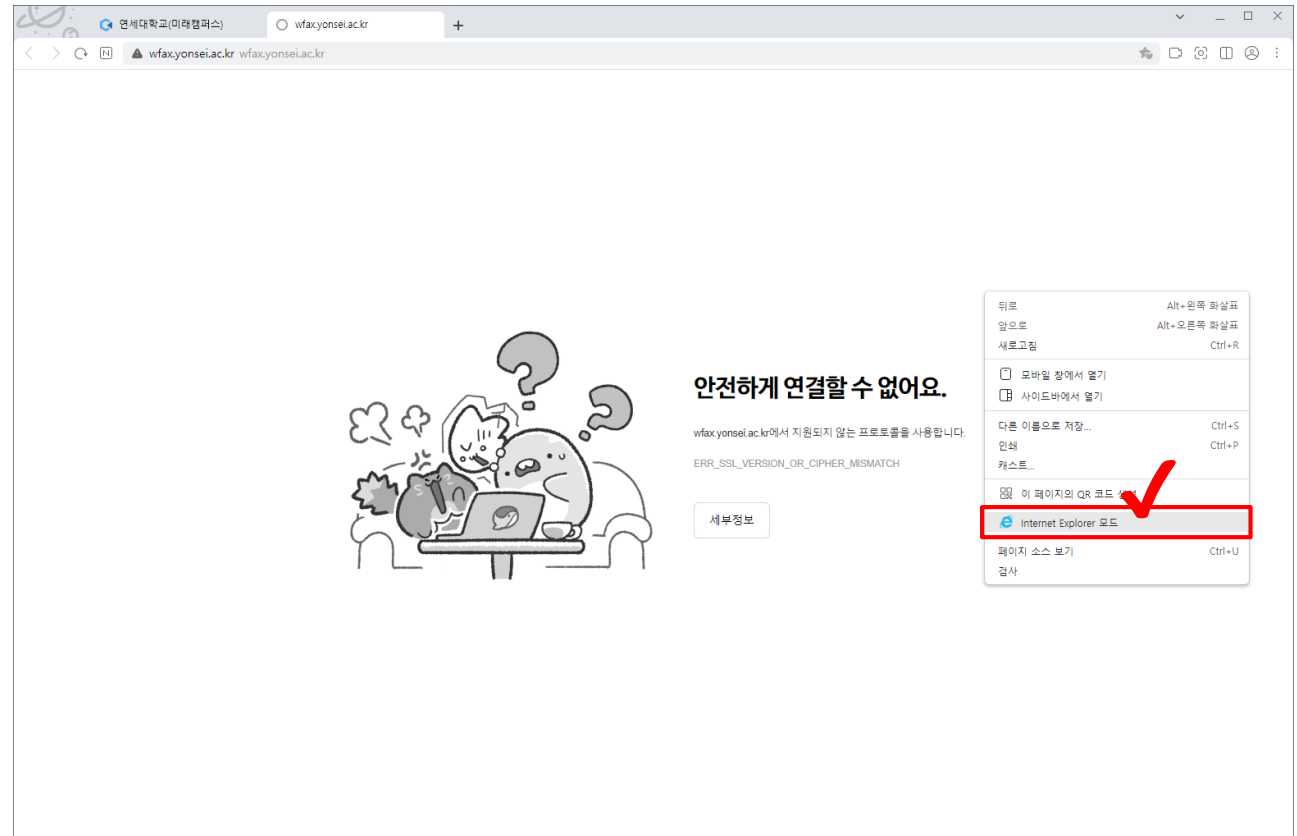 연세대학교(미래캠퍼스)
wfax.yonsei.ac.kr
wfax.yonsei.ac.kr wfax.yonsei.ac.kr
안전하게 연결할 수 없어요.
wfax.yonsei.ac.kr에서 지원되지 않는 프로토콜을 사용합니다.
ERR_SSL_VERSION_OR_CIPHER_MISMATCH
세부정보
뒤로 Alt+왼쪽 화살표
앞으로 Alt+오른쪽 화살표
새로고침 Ctrl+R
모바일 창에서 열기
사이드바에서 열기
다른 이름으로 저장... Ctrl+S
인쇄 Ctrl+P
캐스트...
이 페이지의 QR 코드
Internet Explorer 모드
페이지 소스 보기 Ctrl+U
검사